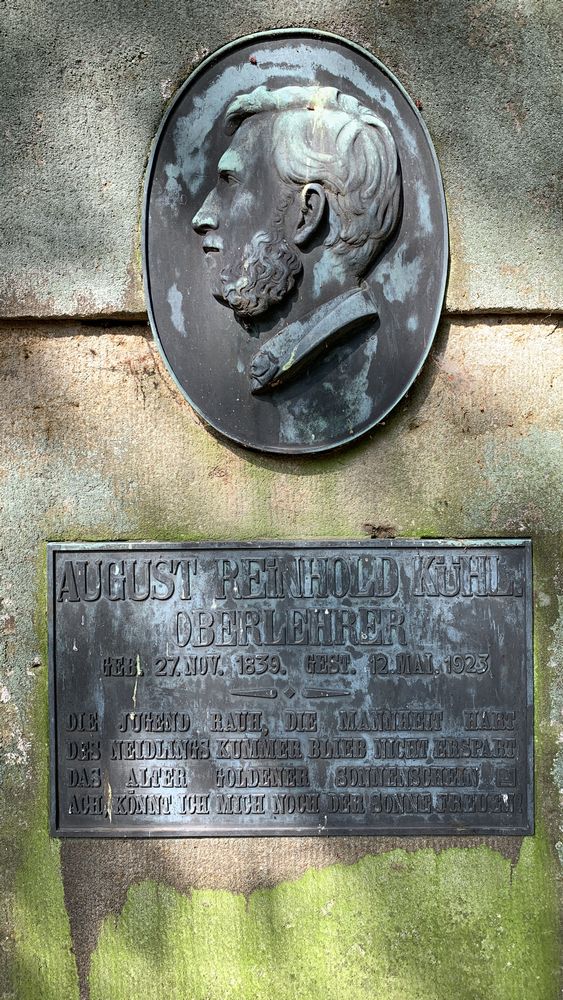 AUGUST REINHOLD KÜHL.
OBERLEHRER
GEB. 27. NOV. 1839. GEST. 12. MAI. 1923
DIE JUGEND RAUH, DIE MANNHEIT HART
DES NEIDLINGS KUMMER BLIEB NICHT ERSPART
DAS ALTER GOLDENER SONNENSCHEIN
ACH, KÖNNT ICH MICH NOCH DER SONNE FREUEN!